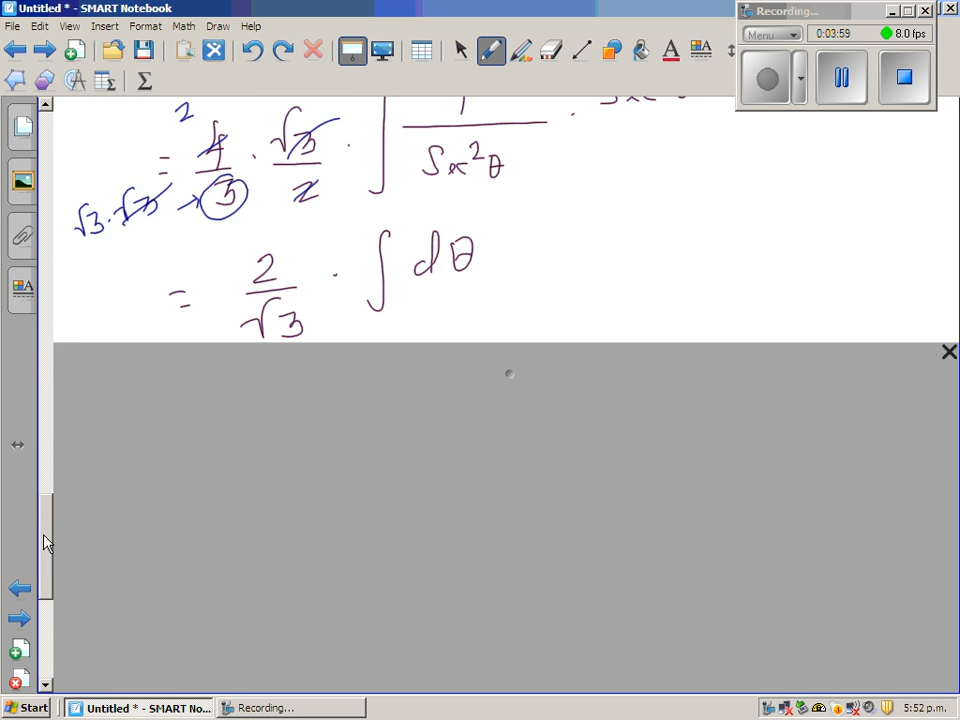 Untitled * - SMART Notebook
File Edit View Insert Format Math Draw Help
Recording...
Menu
0:03:59
8.0 fps
2
= 4/3 · √3/2 · ∫ 1/Sec²θ ·
√3 · √3 → 3
= 2/√3 · ∫ dθ
Start
Untitled * - SMART No...
Recording...
5:52 p.m.